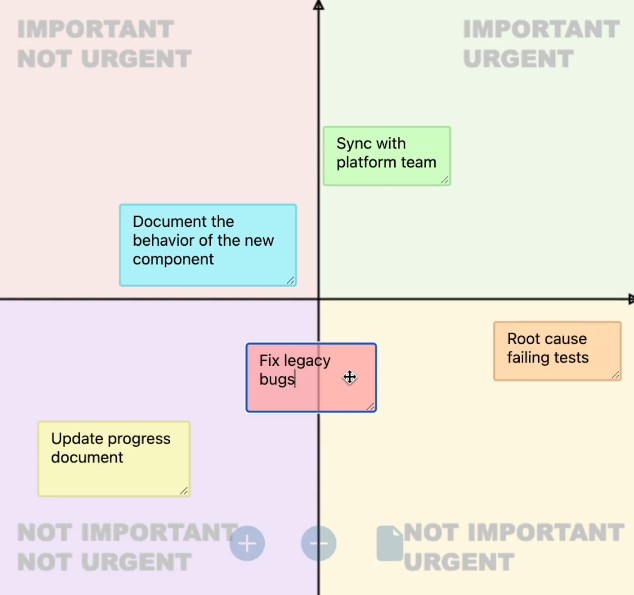 IMPORTANT
NOT URGENT
IMPORTANT
URGENT
Sync with
platform team
Document the
behavior of the new
component
Root cause
failing tests
Fix legacy
bugs
Update progress
document
NOT IMPORTANT
NOT URGENT
NOT IMPORTANT
URGENT